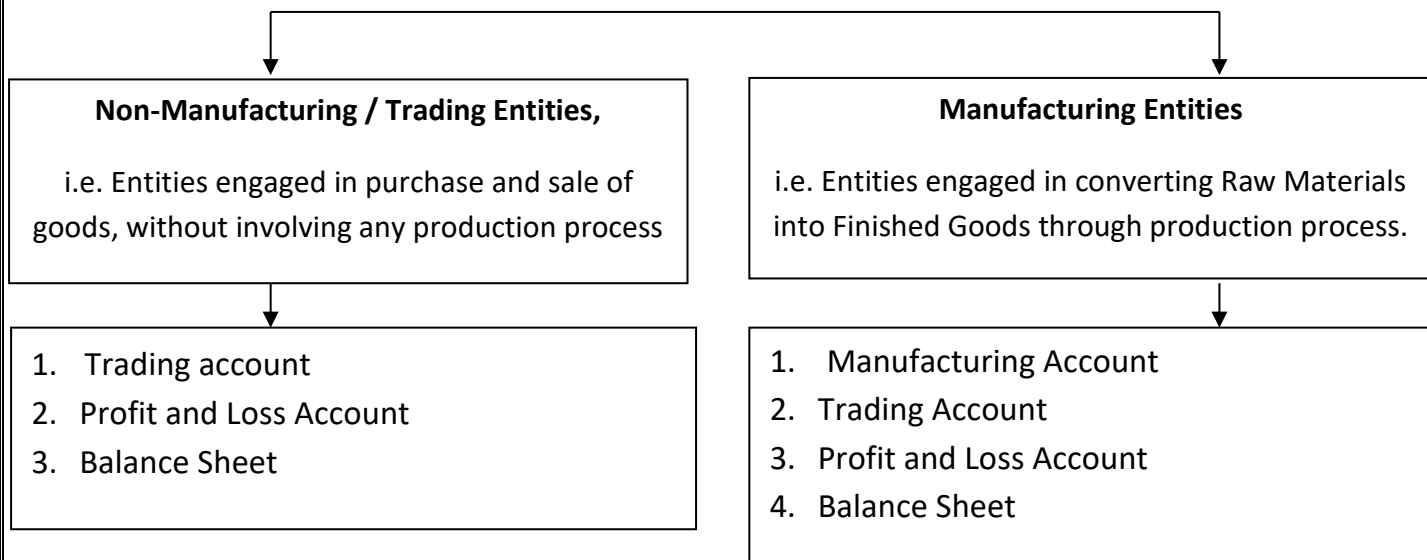 Non-Manufacturing / Trading Entities,
i.e. Entities engaged in purchase and sale of
goods, without involving any production process
Manufacturing Entities
i.e. Entities engaged in converting Raw Materials
into Finished Goods through production process.
1. Trading account
2. Profit and Loss Account
3. Balance Sheet
1. Manufacturing Account
2. Trading Account
3. Profit and Loss Account
4. Balance Sheet